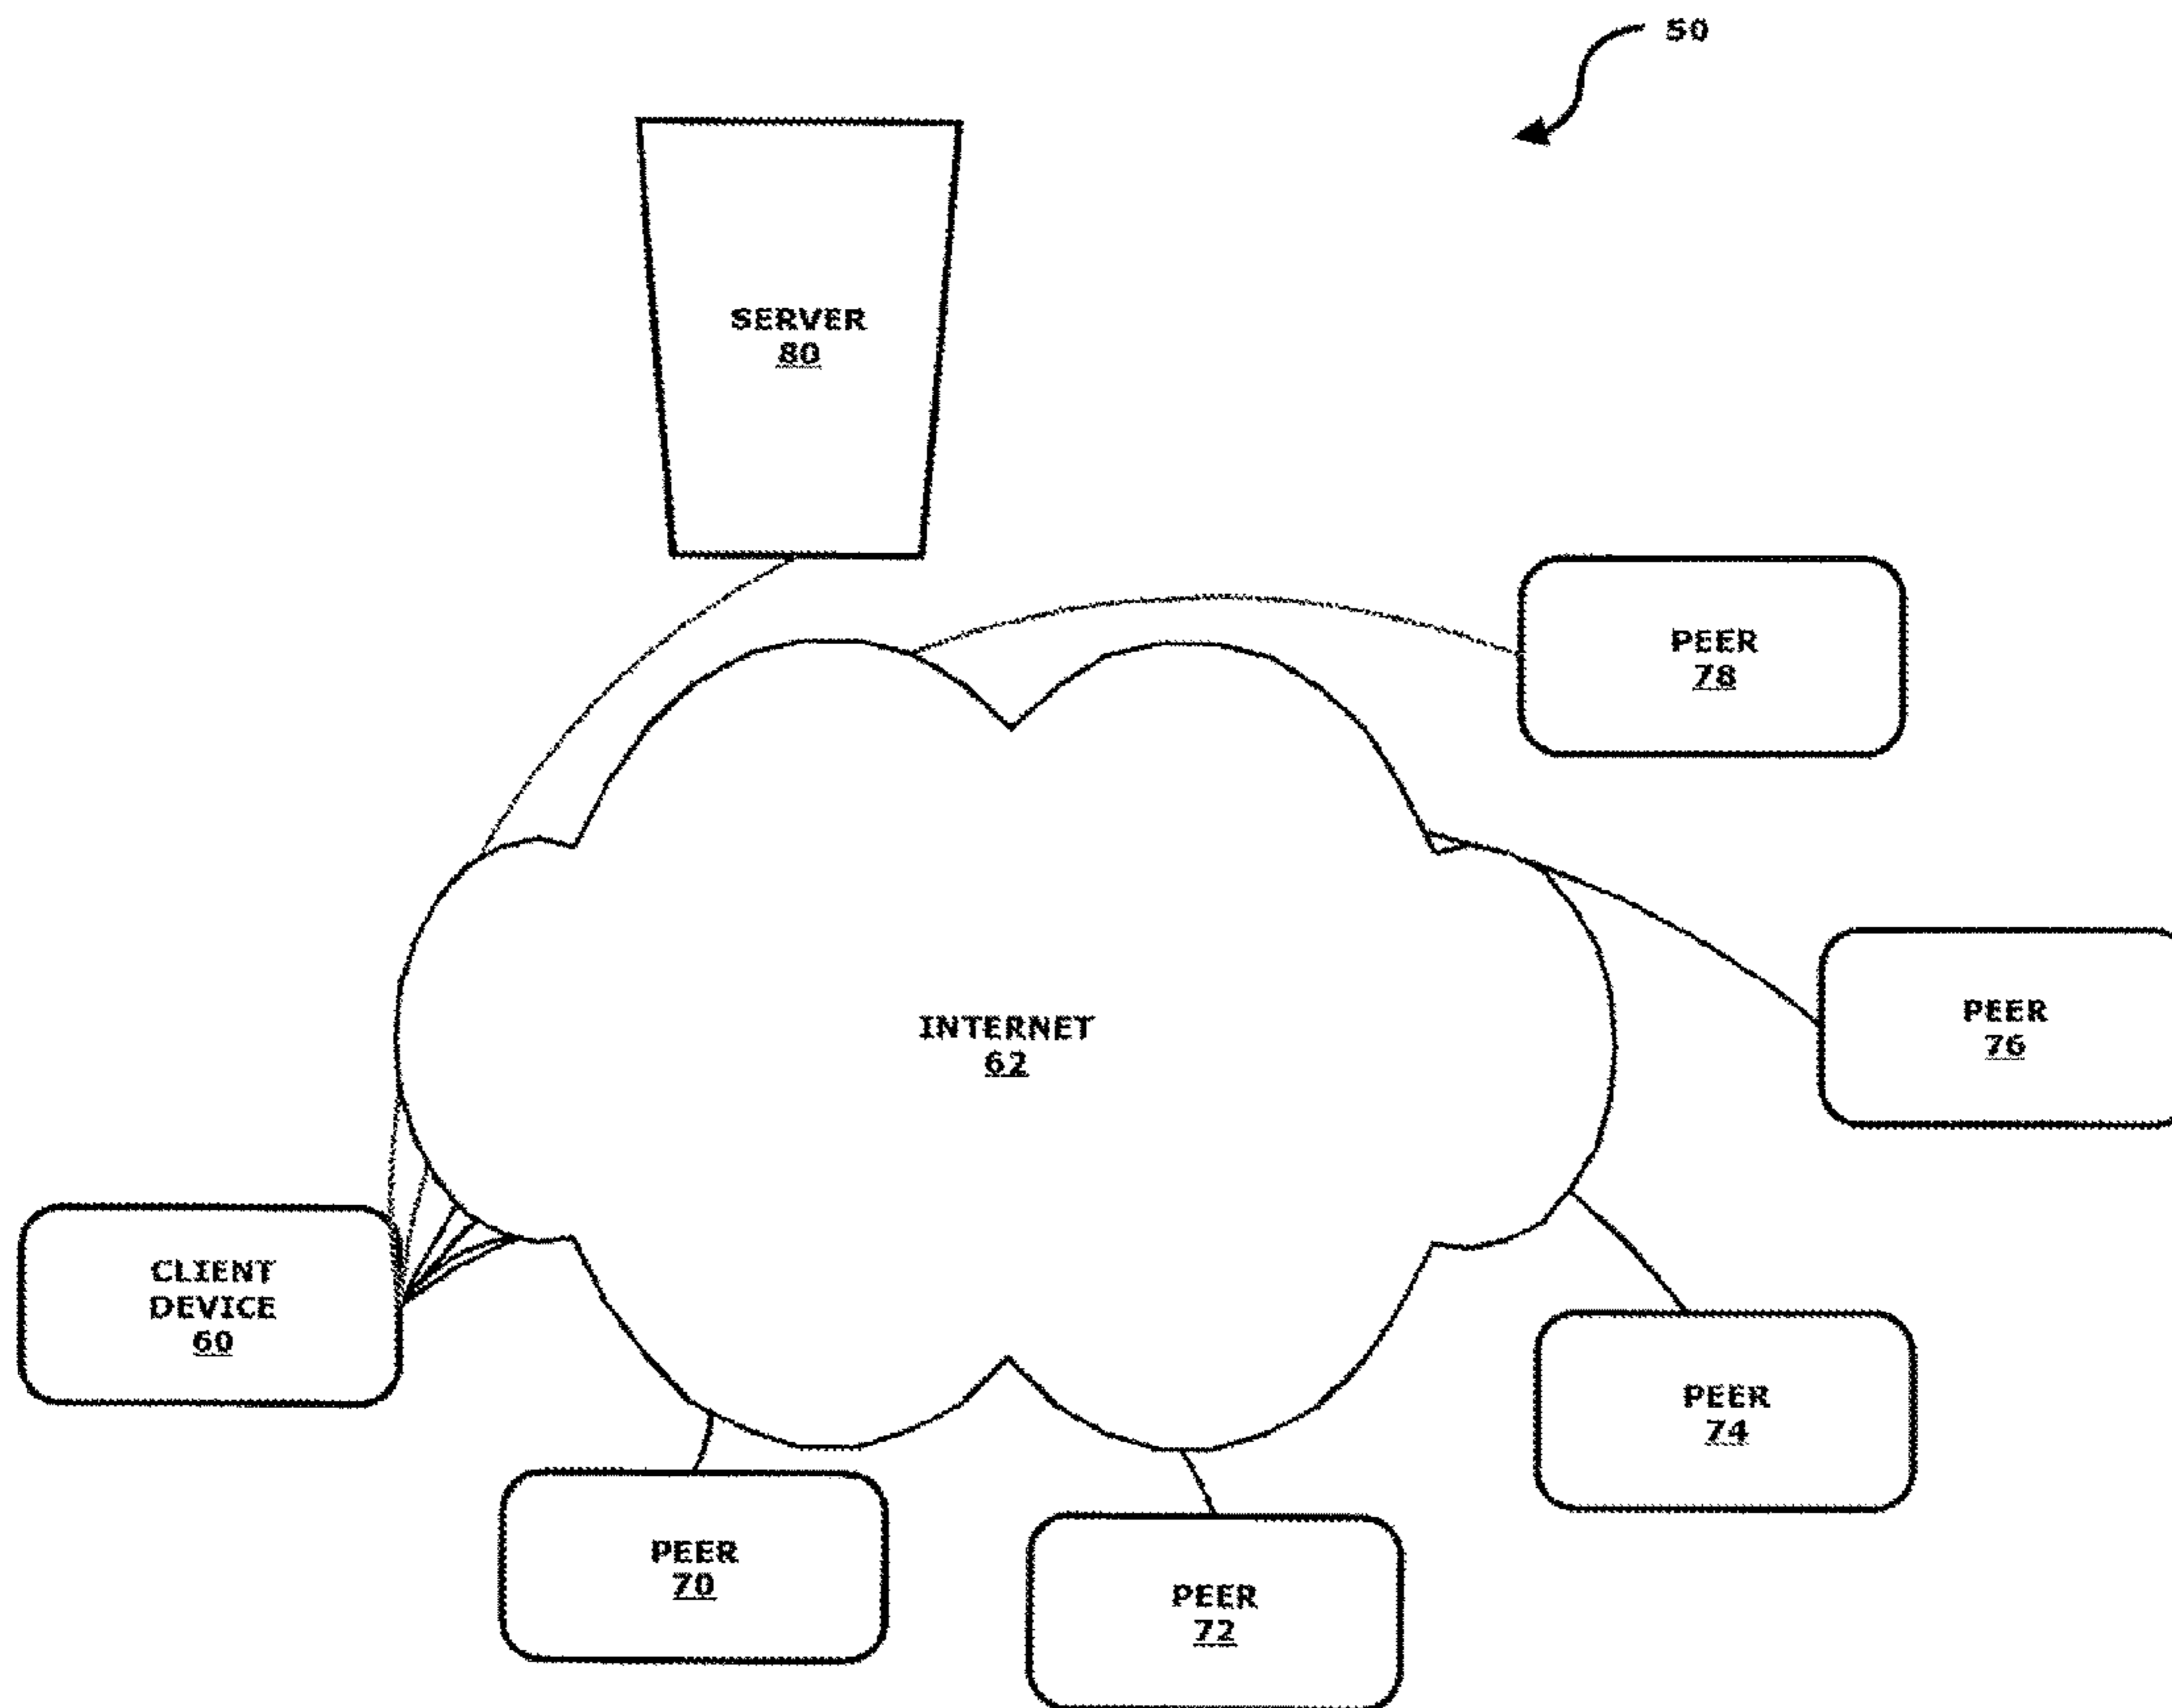 50
SERVER
80
PEER
78
PEER
76
INTERNET
62
CLIENT
DEVICE
60
PEER
74
PEER
70
PEER
72